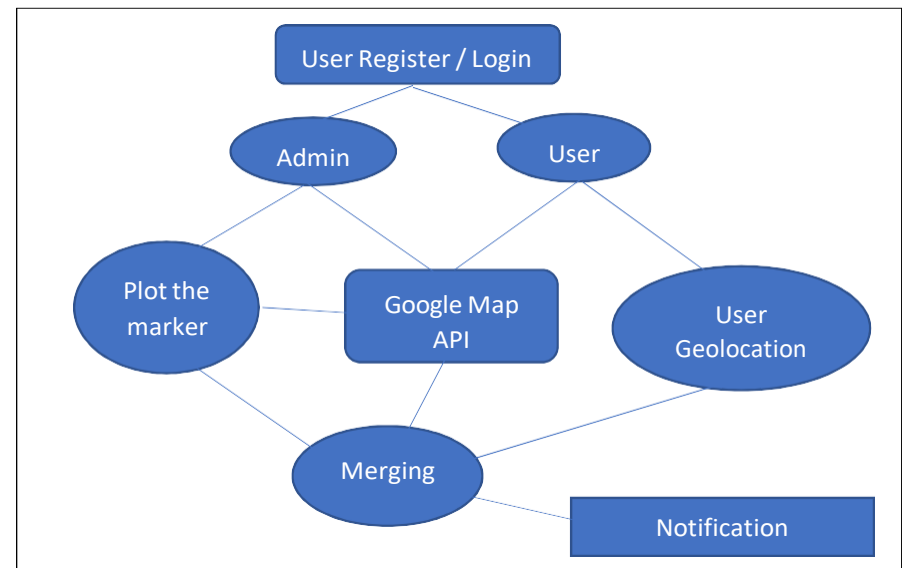 User Register / Login
Admin
User
Plot the
marker
Google Map
API
User
Geolocation
Merging
Notification